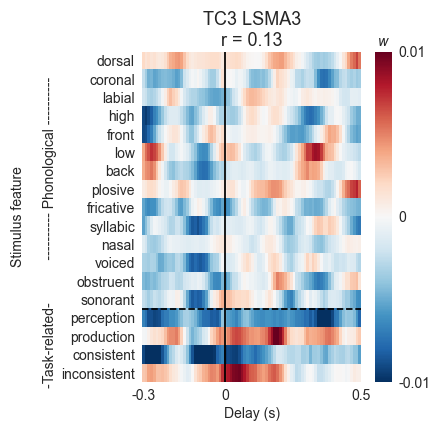 TC3 LSMA3
r = 0.13
w
dorsal
coronal
labial
high
front
low
back
plosive
fricative
syllabic
nasal
voiced
obstruent
sonorant
perception
production
consistent
inconsistent
Stimulus feature
---------- Phonological ----------
-Task-related-
-0.3
0
0.5
Delay (s)
0.01
0
-0.01